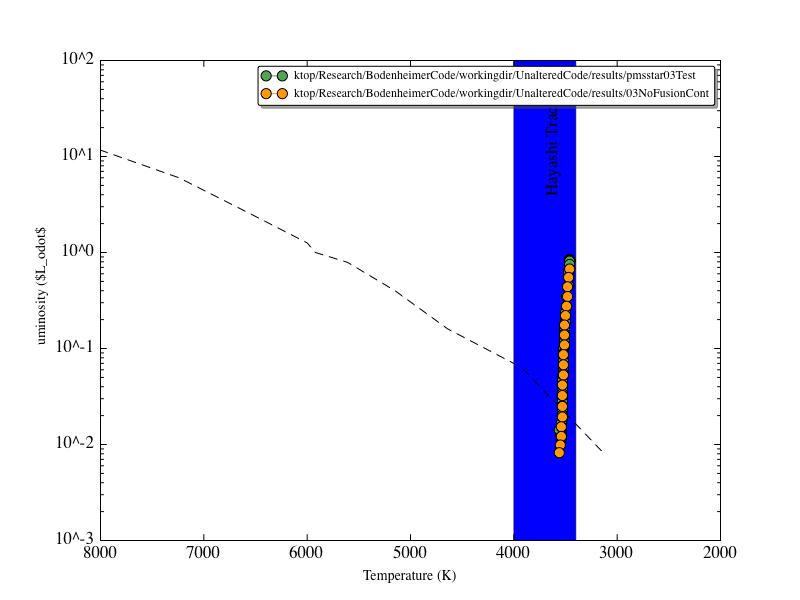 10^2
ktop/Research/BodenheimerCode/workingdir/UnalteredCode/results/pmsstar03Test
ktop/Research/BodenheimerCode/workingdir/UnalteredCode/results/03NoFusionCont
Hayashi Trac
10^1
10^0
uminosity ($L_odot$
10^-1
10^-2
10^-3
8000 7000 6000 5000 4000 3000 2000
Temperature (K)